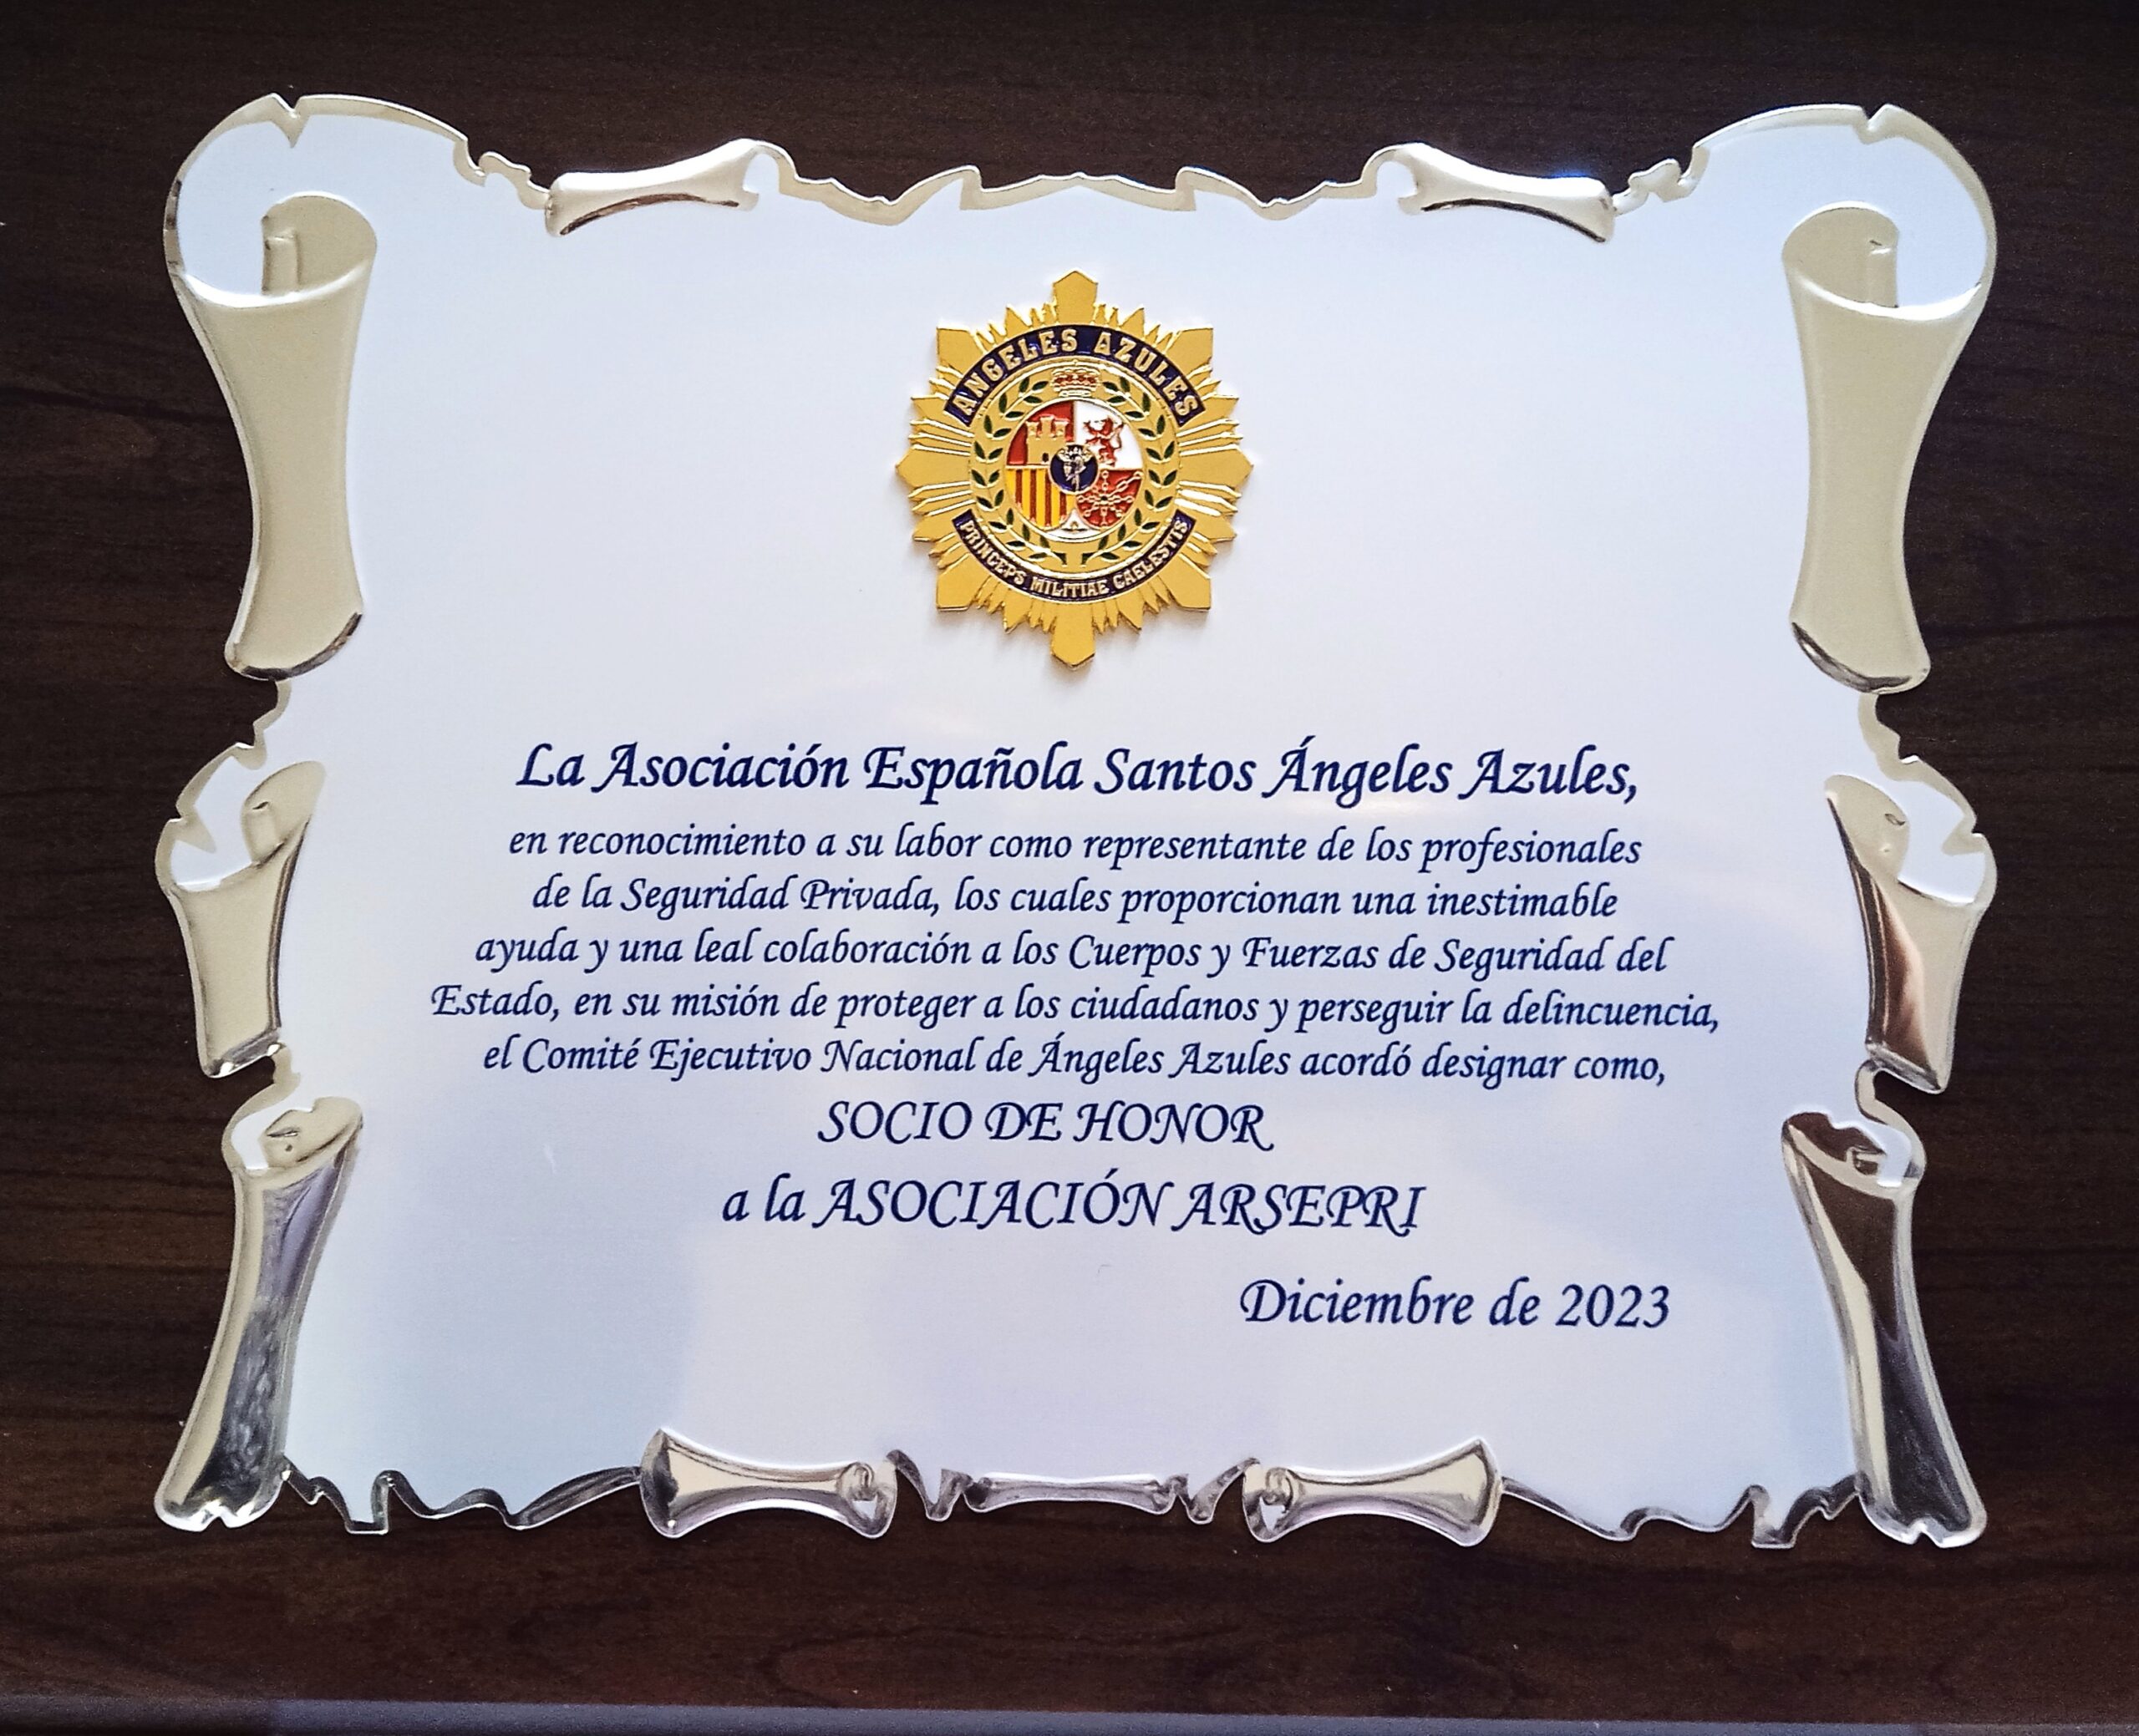 ANGELES AZULES
PRINCEPS MILITIAE CAELESTIS
La Asociación Española Santos Ángeles Azules,
en reconocimiento a su labor como representante de los profesionales
de la Seguridad Privada, los cuales proporcionan una inestimable
ayuda y una leal colaboración a los Cuerpos y Fuerzas de Seguridad del
Estado, en su misión de proteger a los ciudadanos y perseguir la delincuencia,
el Comité Ejecutivo Nacional de Ángeles Azules acordó designar como,
SOCIO DE HONOR
a la ASOCIACIÓN ARSEPRI
Diciembre de 2023